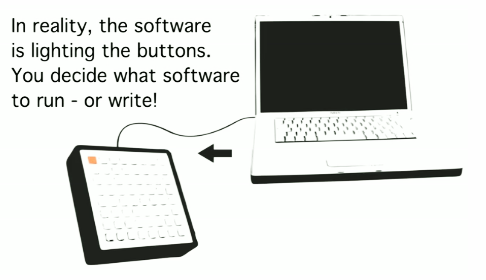 In reality, the software
is lighting the buttons.
You decide what software
to run - or write!